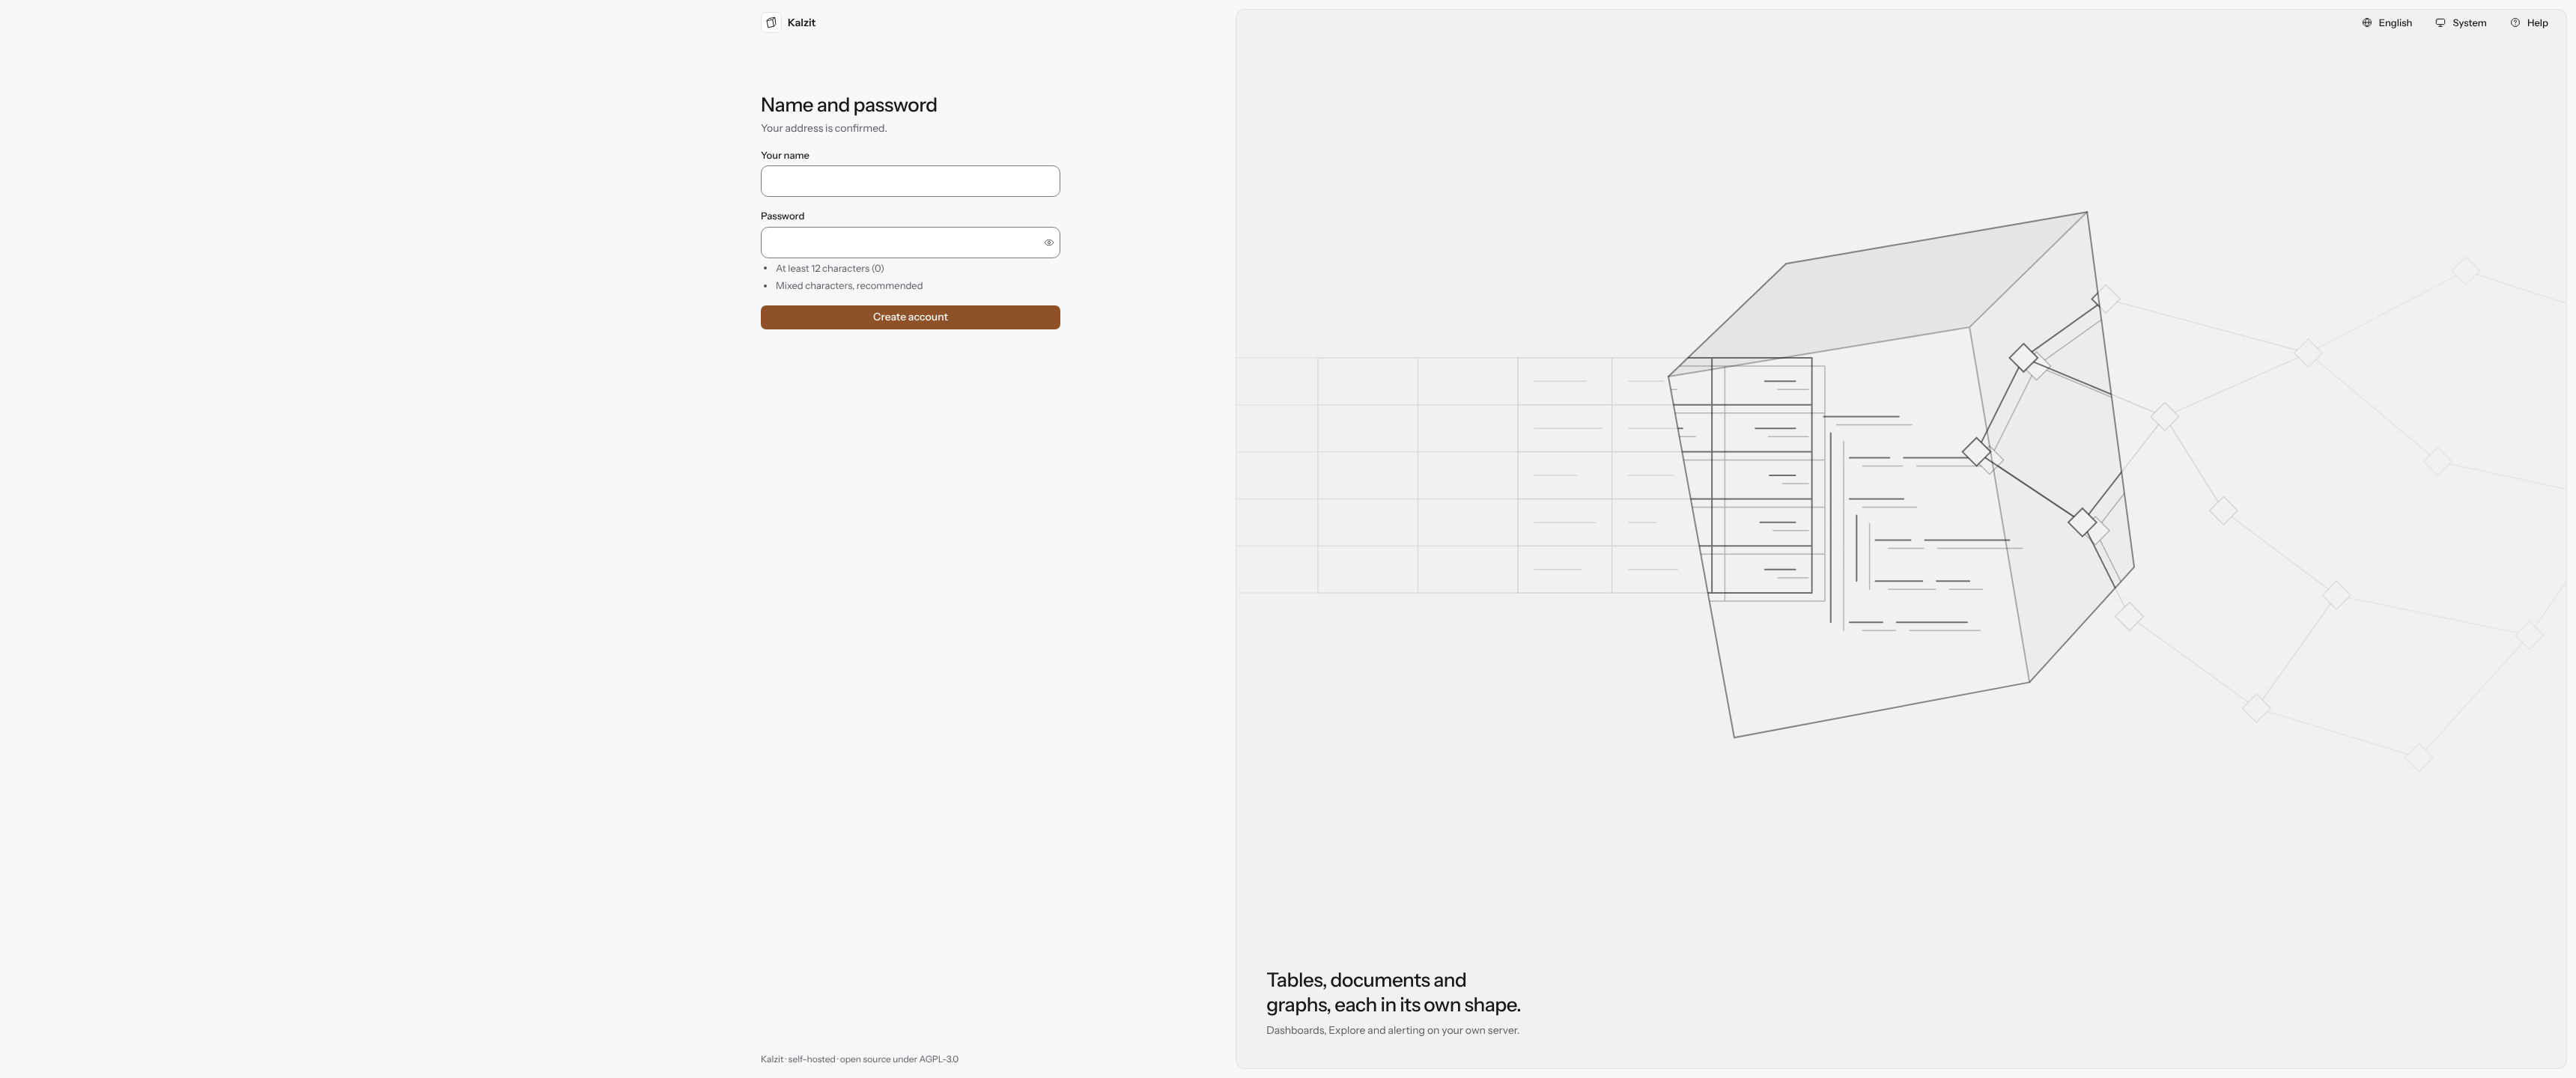 Kalzit
English
System
Help
Name and password
Your address is confirmed.
Your name
Password
At least 12 characters (0)
Mixed characters, recommended
Create account
Tables, documents and
graphs, each in its own shape.
Dashboards, Explore and alerting on your own server.
Kalzit · self-hosted · open source under AGPL-3.0